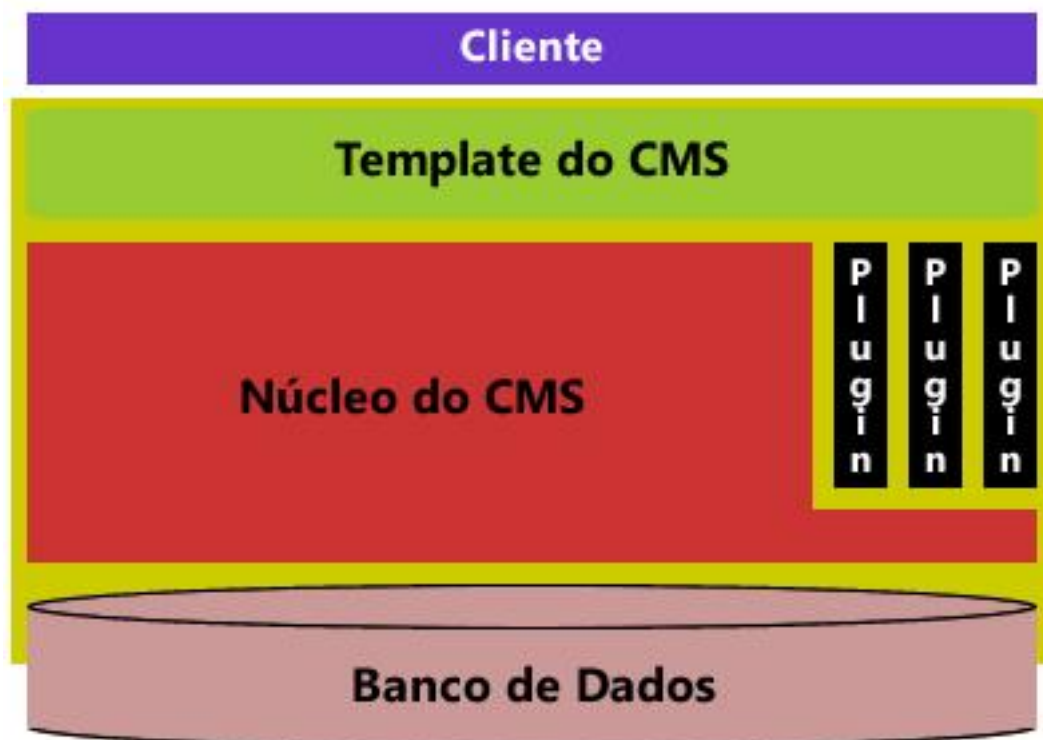 Cliente
Template do CMS
Núcleo do CMS
Plugin
Plugin
Plugin
Banco de Dados